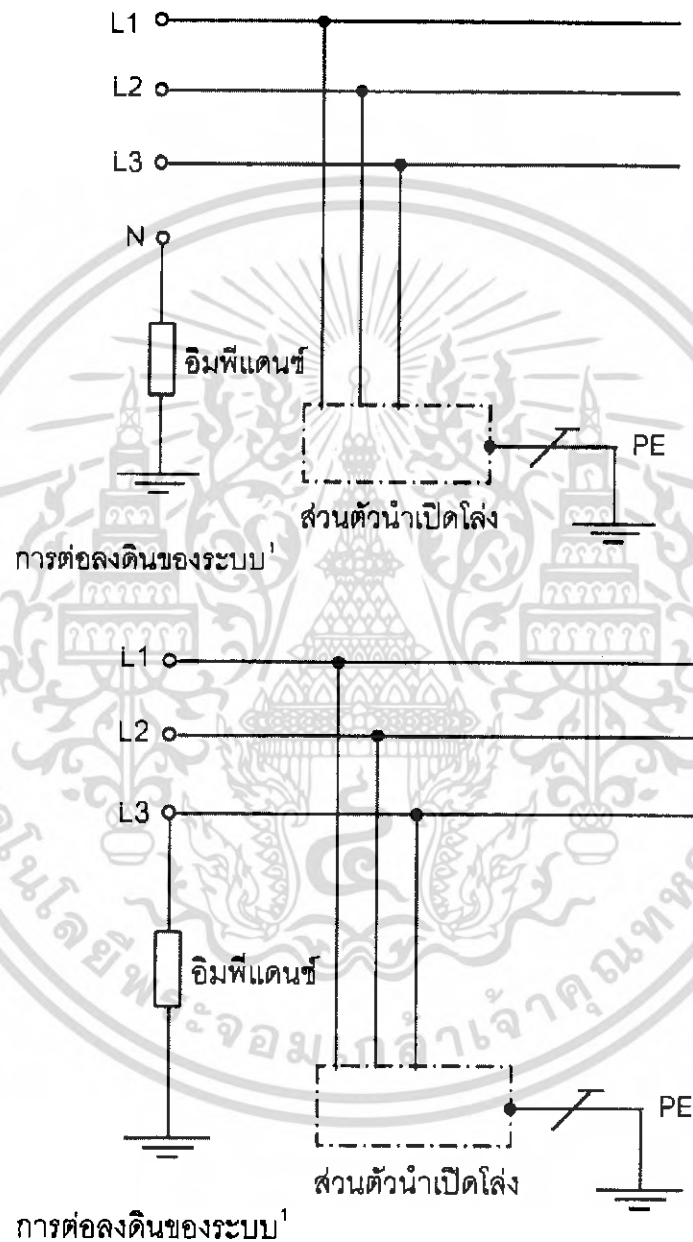 L1
L2
L3
N
อิมพีแดนซ์
PE
ส่วนตัวนำเปิดโล่ง
การต่อลงดินของระบบ¹
L1
L2
L3
อิมพีแดนซ์
PE
ส่วนตัวนำเปิดโล่ง
การต่อลงดินของระบบ¹